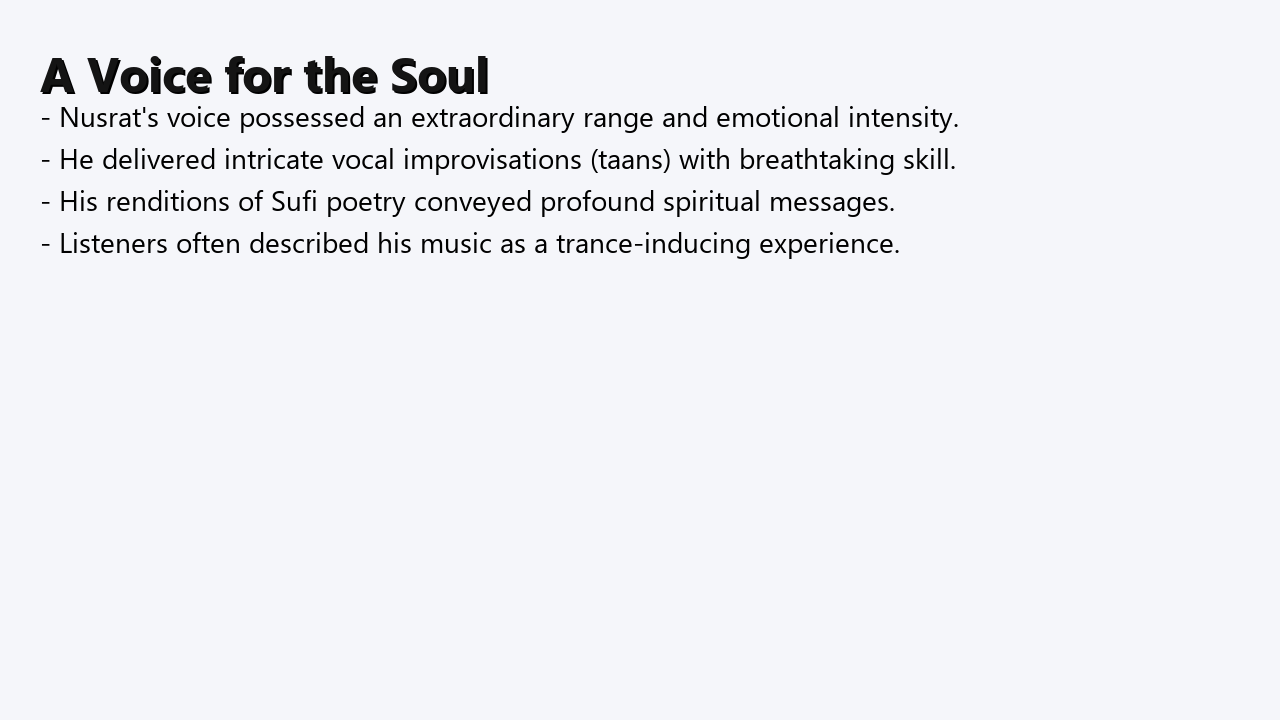 A Voice for the Soul
- Nusrat's voice possessed an extraordinary range and emotional intensity.
- He delivered intricate vocal improvisations (taans) with breathtaking skill.
- His renditions of Sufi poetry conveyed profound spiritual messages.
- Listeners often described his music as a trance-inducing experience.